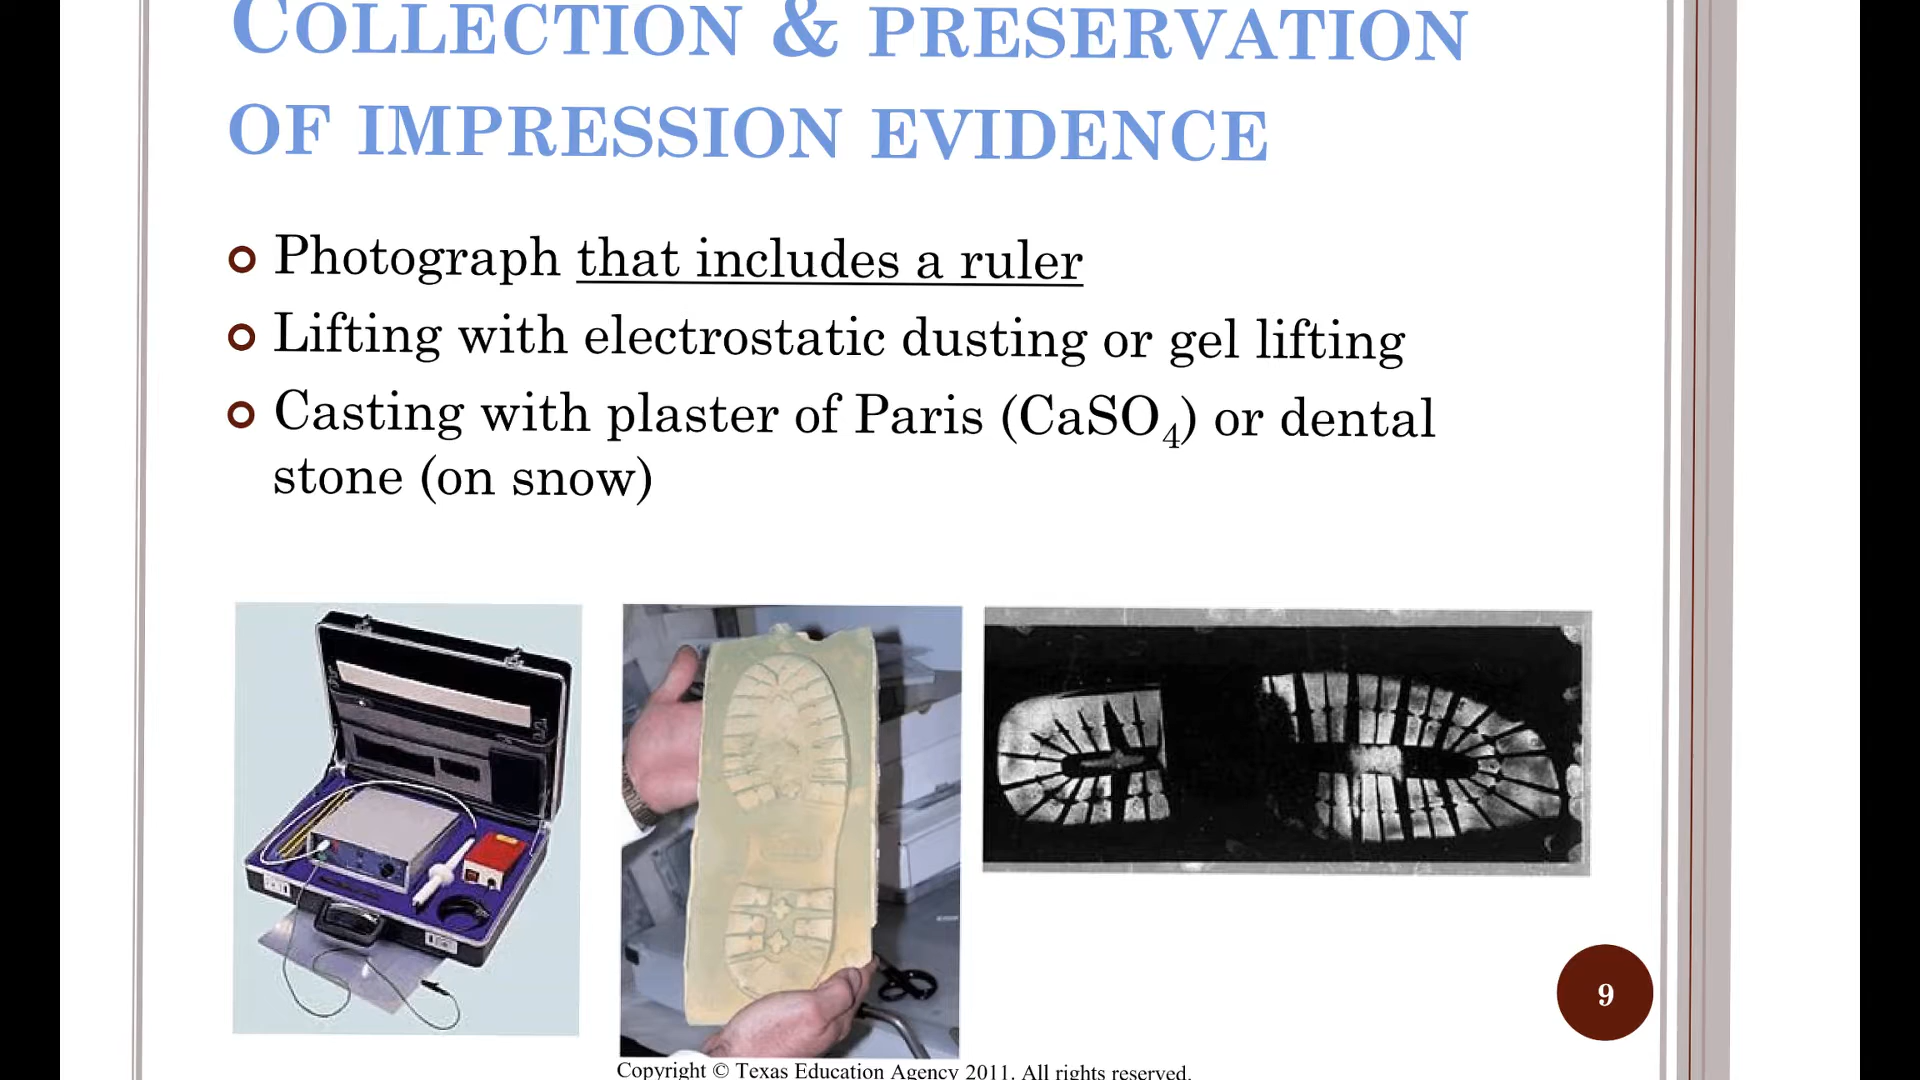 COLLECTION & PRESERVATION
OF IMPRESSION EVIDENCE
Photograph that includes a ruler
Lifting with electrostatic dusting or gel lifting
Casting with plaster of Paris (CaSO₄) or dental
stone (on snow)
9
Copyright © Texas Education Agency 2011. All rights reserved.